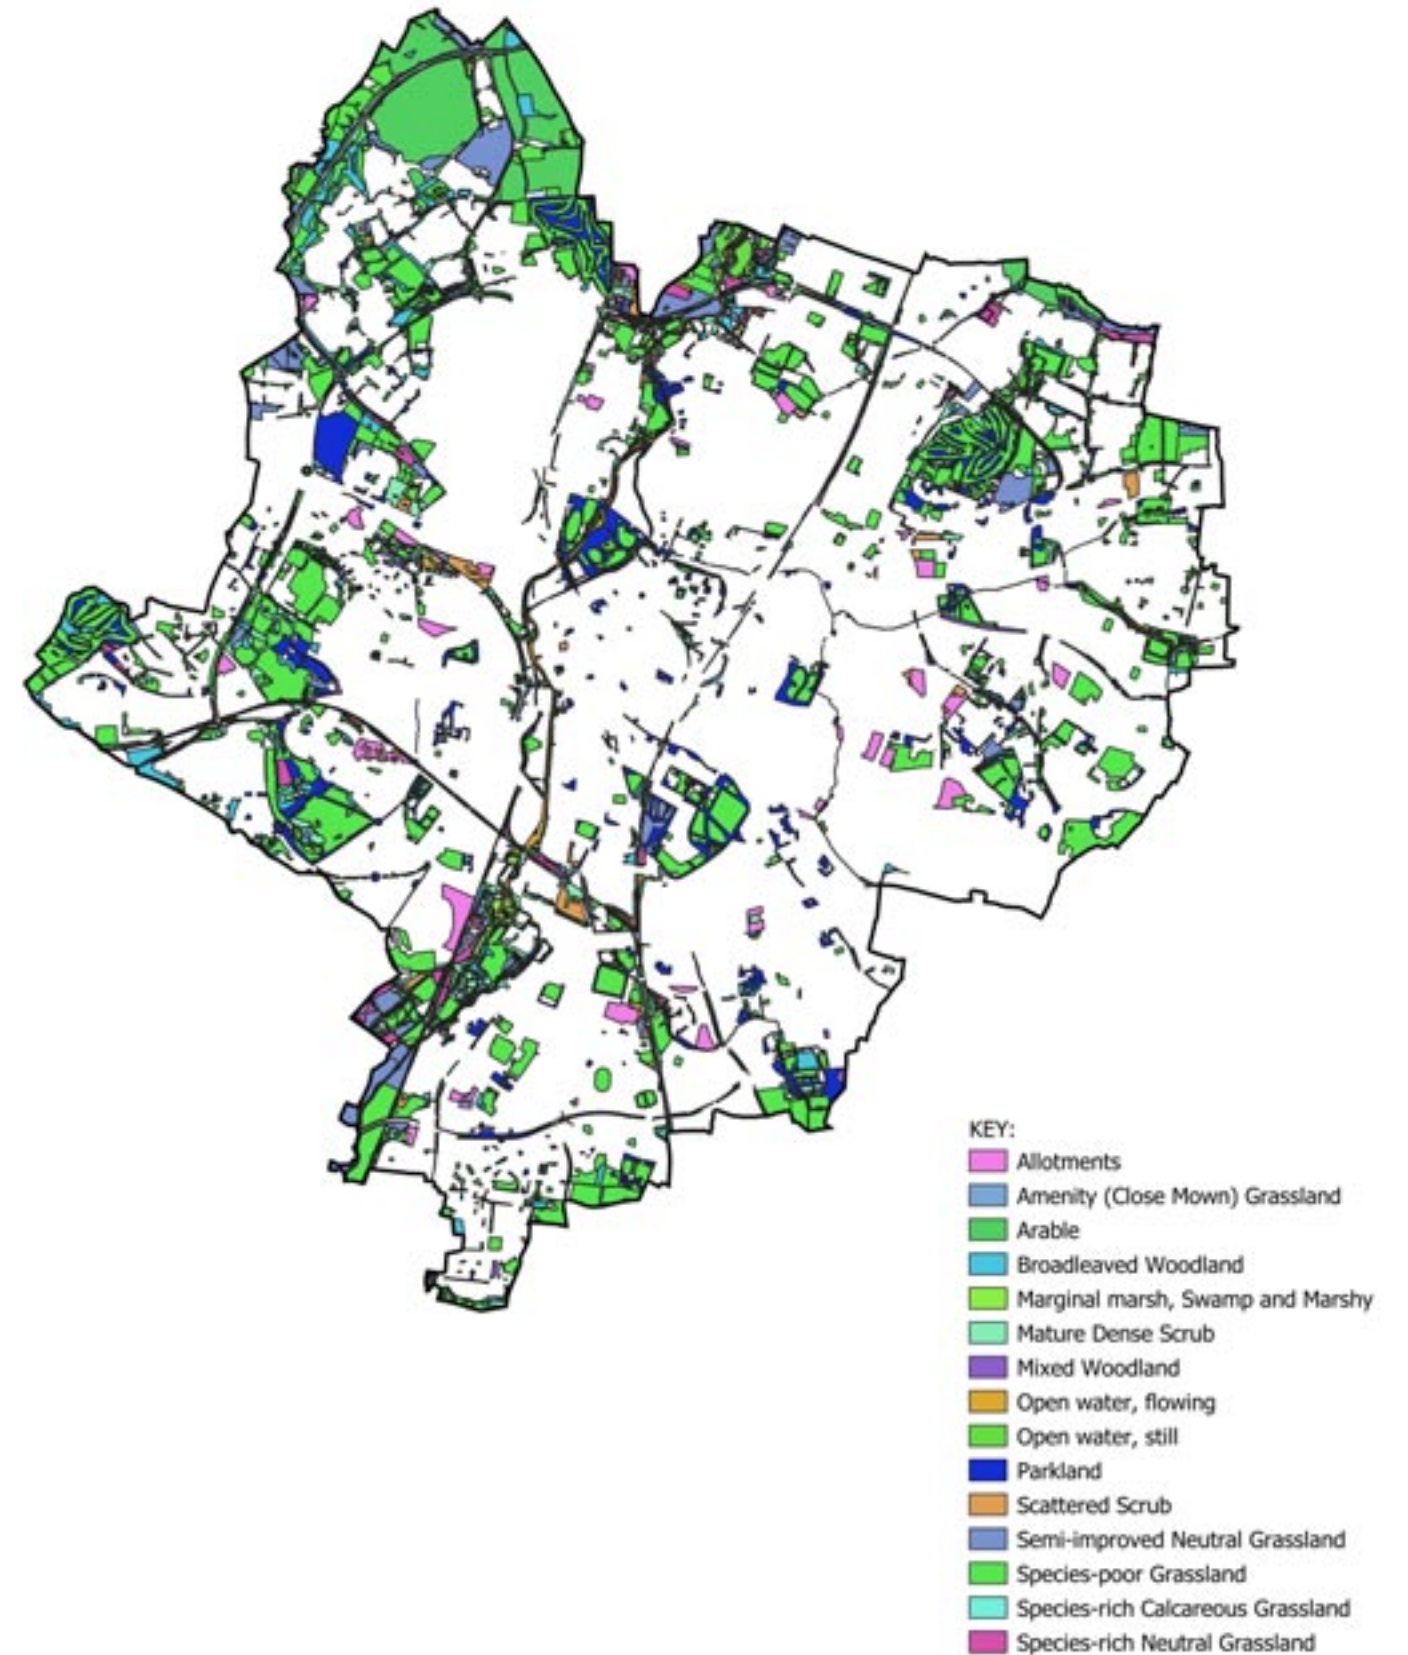 KEY:
Allotments
Amenity (Close Mown) Grassland
Arable
Broadleaved Woodland
Marginal marsh, Swamp and Marshy
Mature Dense Scrub
Mixed Woodland
Open water, flowing
Open water, still
Parkland
Scattered Scrub
Semi-improved Neutral Grassland
Species-poor Grassland
Species-rich Calcareous Grassland
Species-rich Neutral Grassland